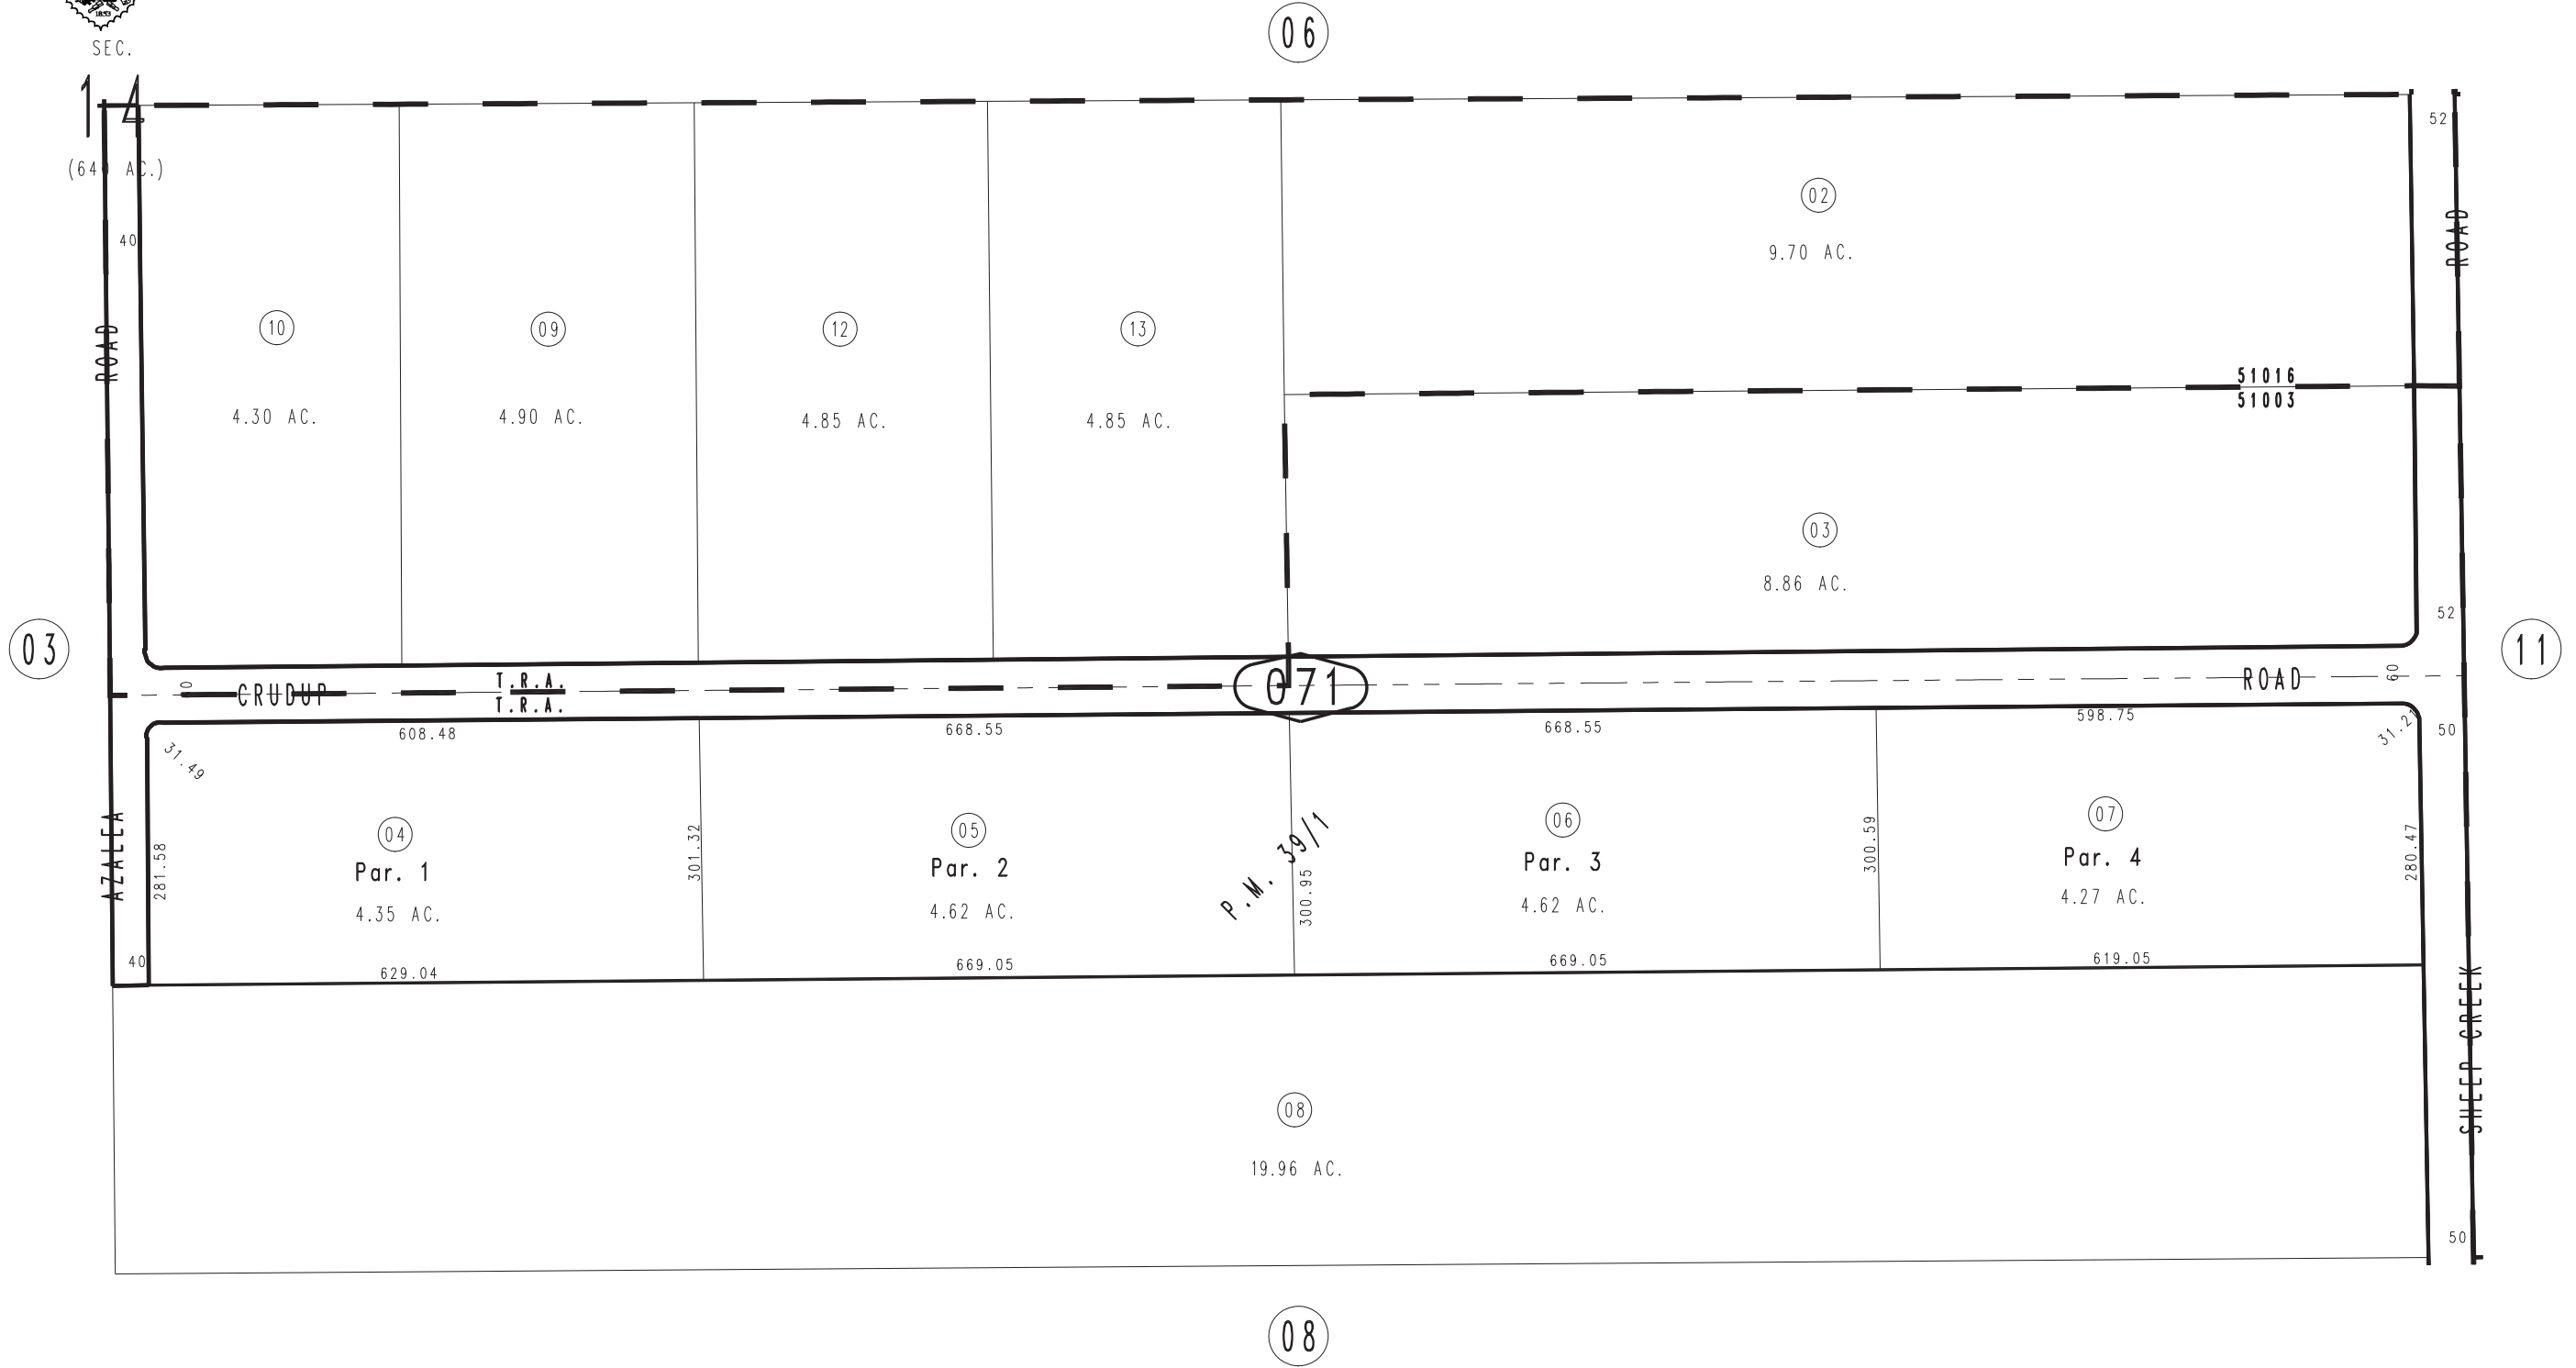 1853
SEC.
14
(640 AC.)
06
52
ROAD
40
02
9.70 AC.
ROAD
10
09
12
13
4.30 AC.
4.90 AC.
4.85 AC.
4.85 AC.
51016
51003
03
8.86 AC.
52
03
11
CRUDUP
T.R.A.
T.R.A.
071
ROAD
60
608.48
668.55
668.55
598.75
31.49
31.21
50
AZALEA
281.58
04
Par. 1
4.35 AC.
301.32
05
Par. 2
4.62 AC.
P.M. 39/1
300.95
06
Par. 3
4.62 AC.
300.59
07
Par. 4
4.27 AC.
280.47
40
629.04
669.05
669.05
619.05
SHEEP CREEK
08
19.96 AC.
50
08